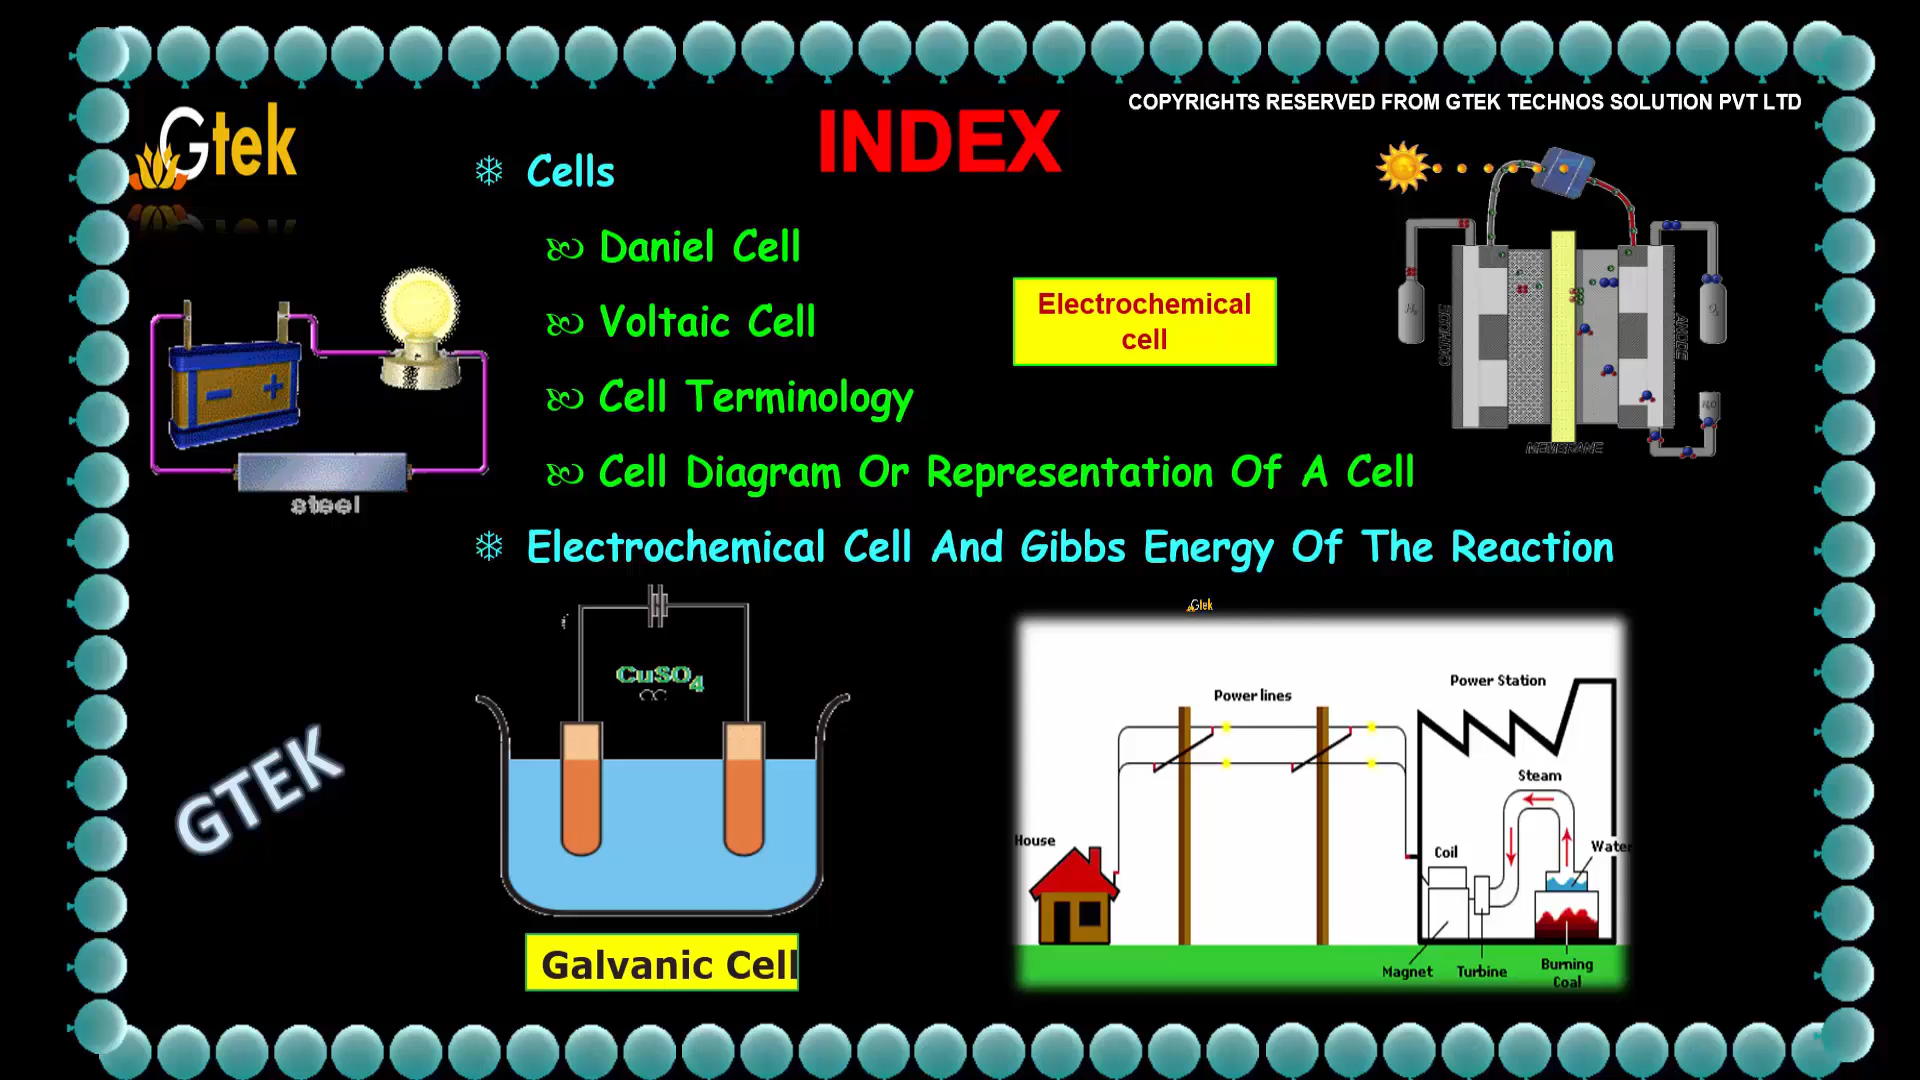 COPYRIGHTS RESERVED FROM GTEK TECHNOS SOLUTION PVT LTD
Gtek
INDEX
Cells
Daniel Cell
Voltaic Cell
Electrochemical
cell
Cell Terminology
Cell Diagram Or Representation Of A Cell
MEMBRANE
steel
Electrochemical Cell And Gibbs Energy Of The Reaction
Gtek
CuSO4
Power Station
Power lines
Steam
GTEK
House
Coil
Water
Galvanic Cell
Magnet
Turbine
Burning
Coal